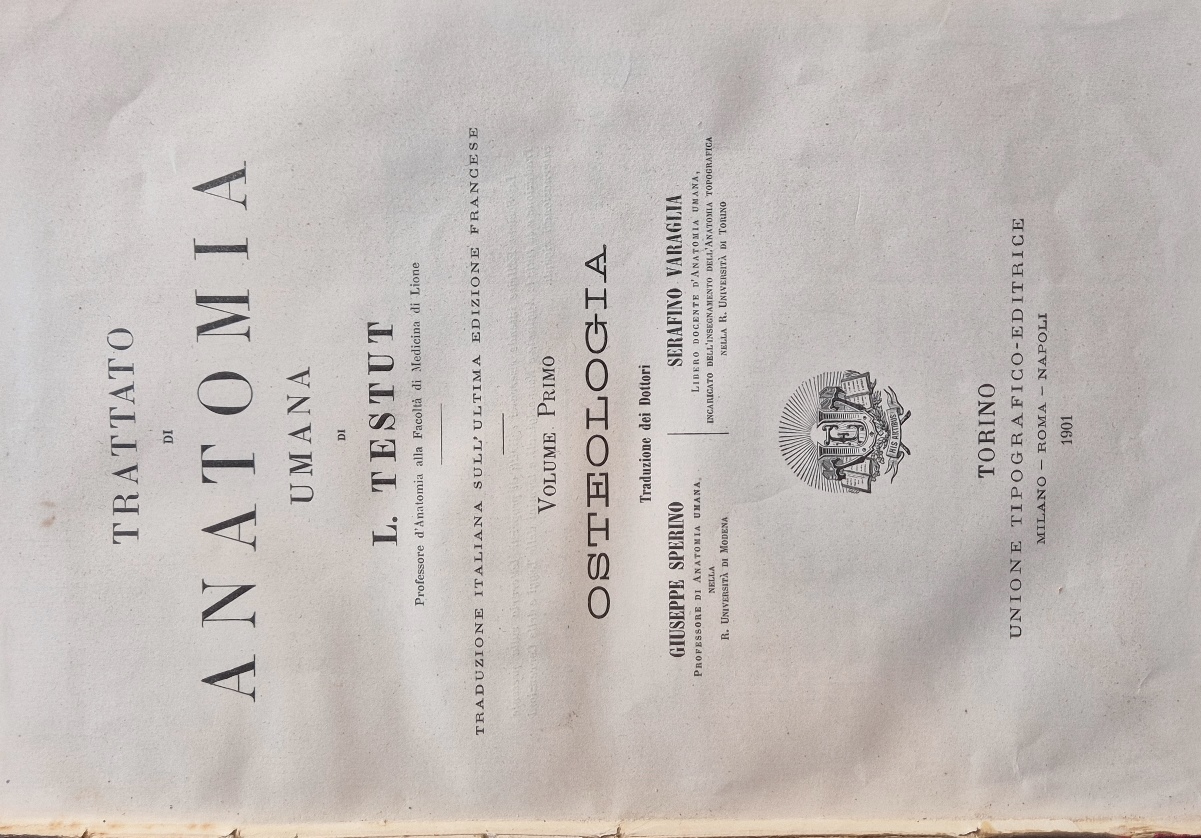 TRATTATO
DI
ANATOMIA
UMANA
DI
L. TESTUT
Professore d'Anatomia alla Facoltà di Medicina di Lione
TRADUZIONE ITALIANA SULL'ULTIMA EDIZIONE FRANCESE
VOLUME PRIMO
OSTEOLOGIA
Traduzione dei Dottori
GIUSEPPE SPERINO
PROFESSORE DI ANATOMIA UMANA,
NELLA
R. UNIVERSITÀ DI MODENA
SERAFINO VARAGLIA
LIBERO DOCENTE D'ANATOMIA UMANA,
INCARICATO DELL'INSEGNAMENTO DELL'ANATOMIA TOPOGRAFICA
NELLA R. UNIVERSITÀ DI TORINO
HIS ALIMUR
TORINO
UNIONE TIPOGRAFICO-EDITRICE
MILANO – ROMA – NAPOLI
1901